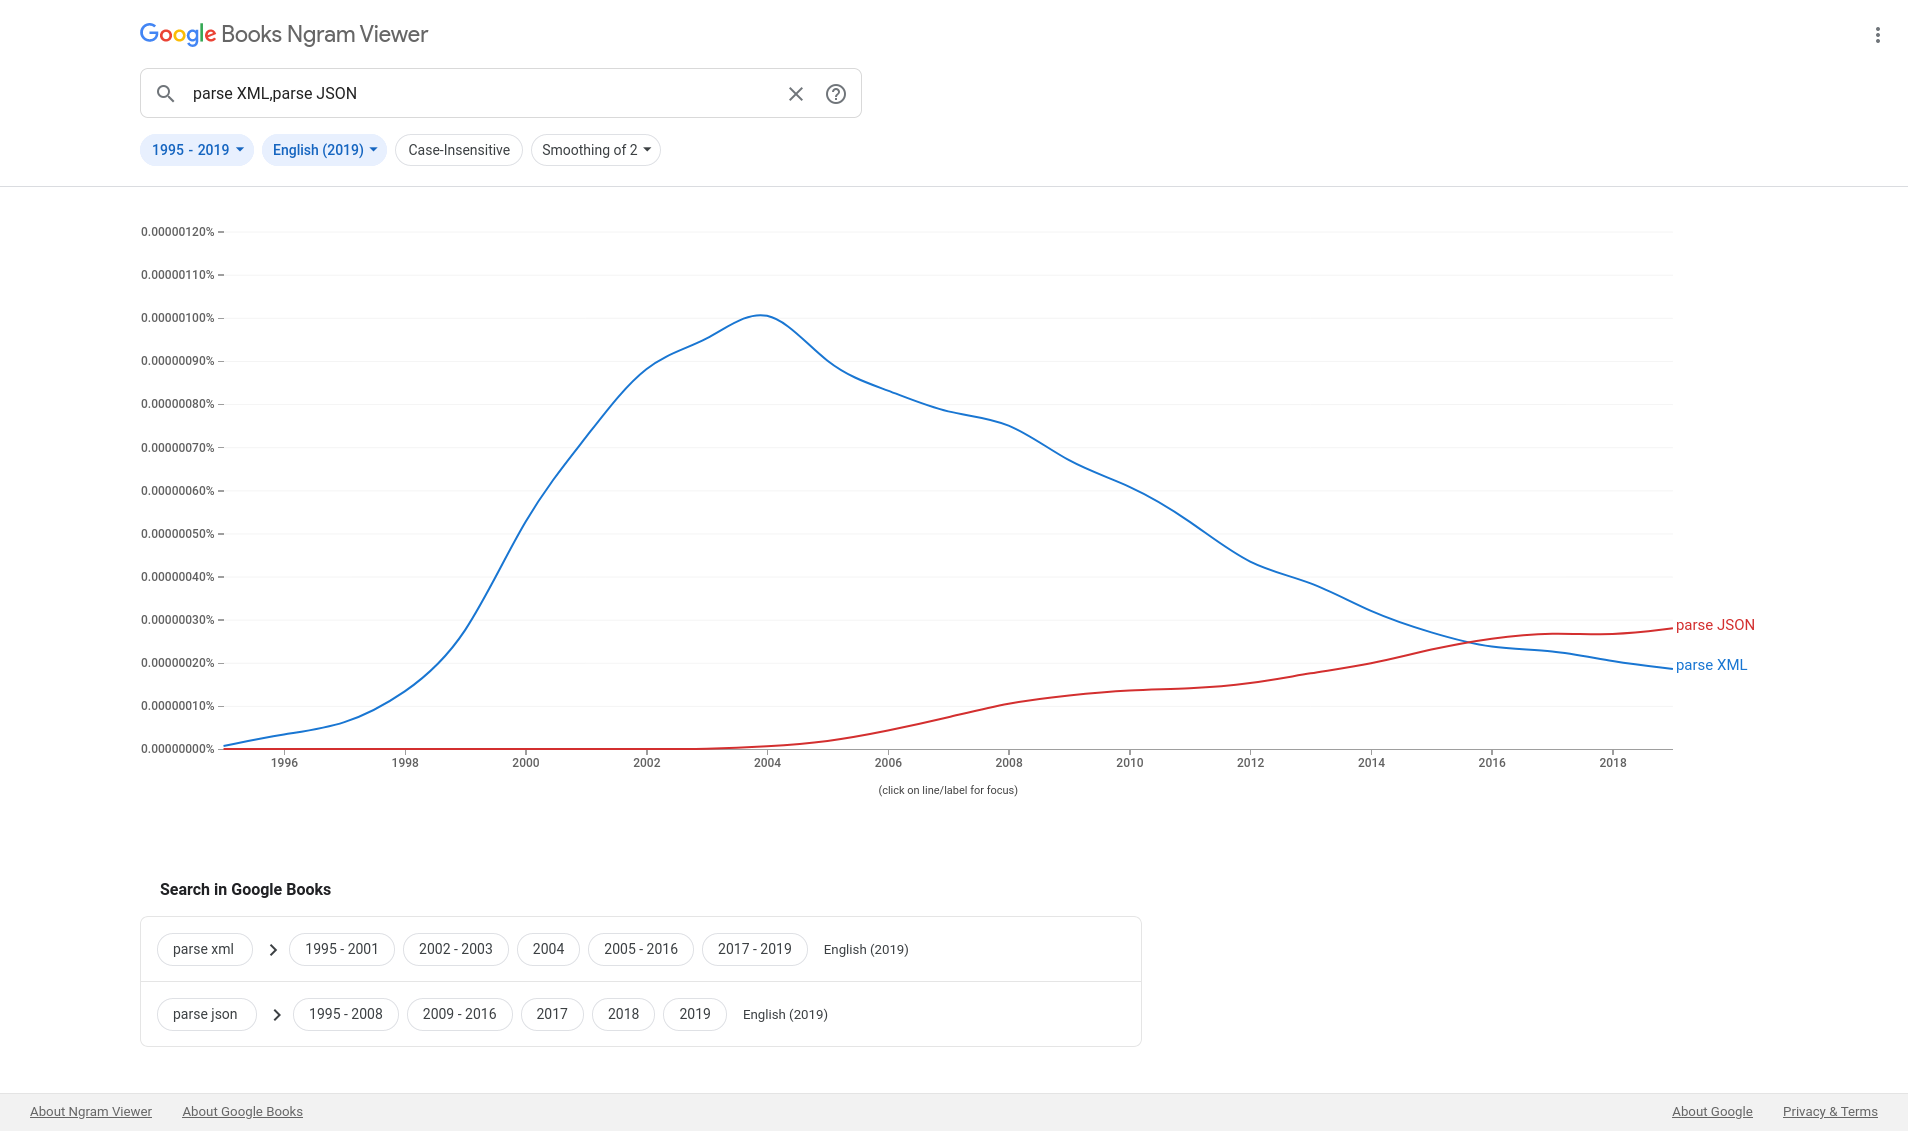 Google Books Ngram Viewer
parse XML,parse JSON
1995 - 2019 English (2019) Case-Insensitive Smoothing of 2
0.00000120%
0.00000110%
0.00000100%
0.00000090%
0.00000080%
0.00000070%
0.00000060%
0.00000050%
0.00000040%
0.00000030%
parse JSON
0.00000020%
parse XML
0.00000010%
0.00000000%
1996 1998 2000 2002 2004 2006 2008 2010 2012 2014 2016 2018
(click on line/label for focus)
Search in Google Books
parse xml 1995 - 2001 2002 - 2003 2004 2005 - 2016 2017 - 2019 English (2019)
parse json 1995 - 2008 2009 - 2016 2017 2018 2019 English (2019)
About Ngram Viewer About Google Books About Google Privacy & Terms